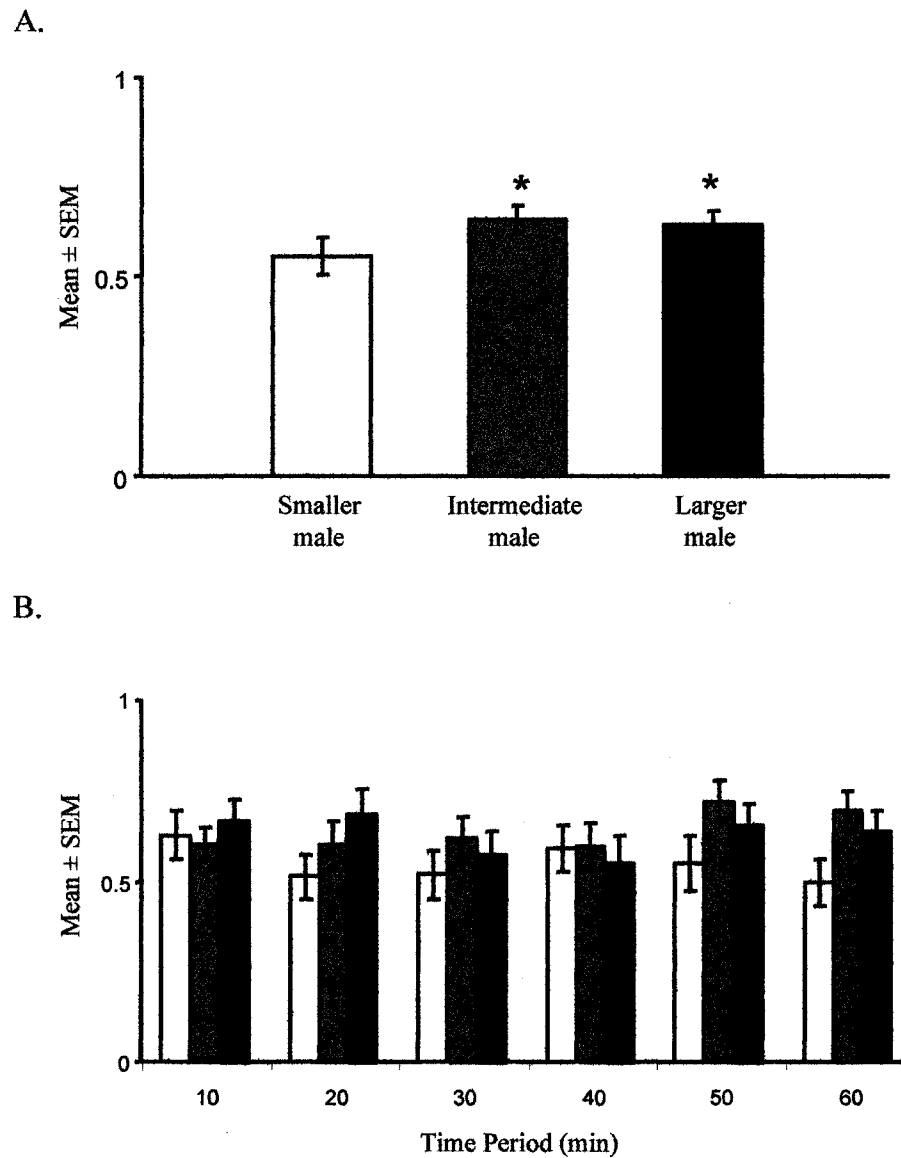 A.
1
Mean ± SEM
0.5
0
* *
Smaller male
Intermediate male
Larger male
B.
1
Mean ± SEM
0.5
0
10 20 30 40 50 60
Time Period (min)